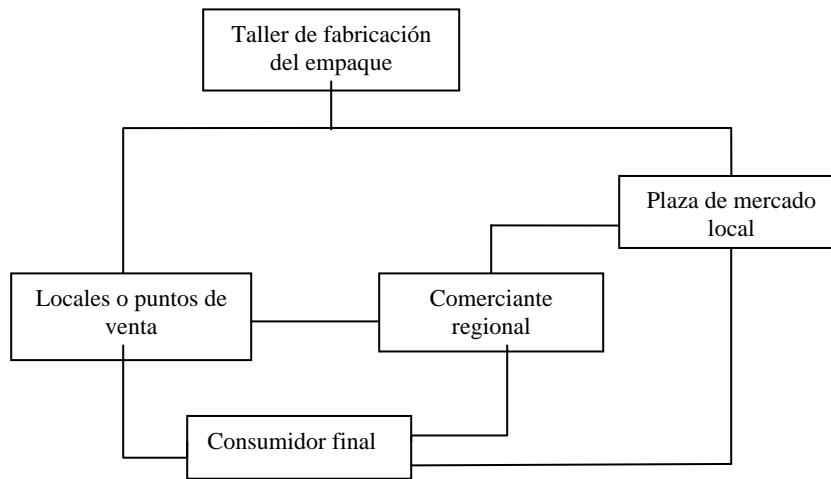 Taller de fabricación
del empaque
Plaza de mercado
local
Locales o puntos de
venta
Comerciante
regional
Consumidor final